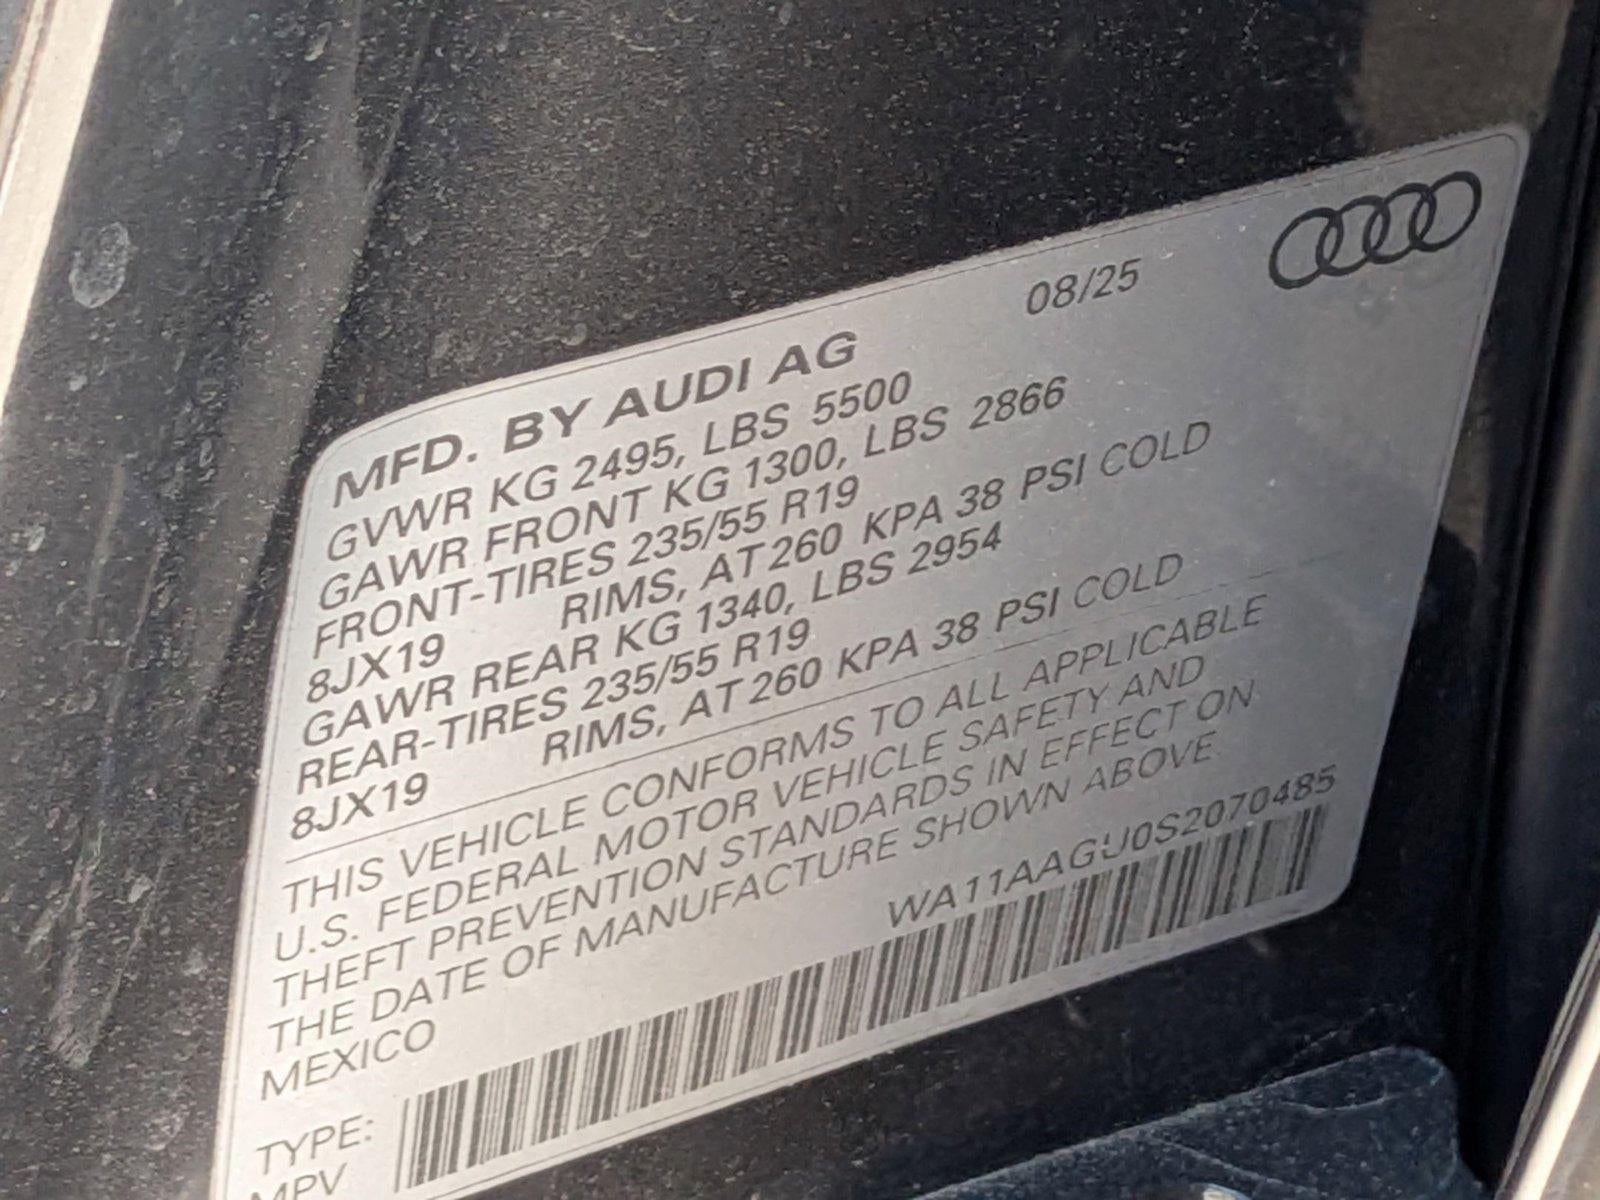 08/25
MFD. BY AUDI AG
GVWR KG 2495, LBS 5500
GAWR FRONT KG 1300, LBS 2866
FRONT-TIRES 235/55 R19
8JX19 RIMS, AT 260 KPA 38 PSI COLD
GAWR REAR KG 1340, LBS 2954
REAR-TIRES 235/55 R19
8JX19 RIMS, AT 260 KPA 38 PSI COLD
THIS VEHICLE CONFORMS TO ALL APPLICABLE
U.S. FEDERAL MOTOR VEHICLE SAFETY AND
THEFT PREVENTION STANDARDS IN EFFECT ON
THE DATE OF MANUFACTURE SHOWN ABOVE.
MEXICO
WA11AAGU0S2070485
TYPE:
MPV